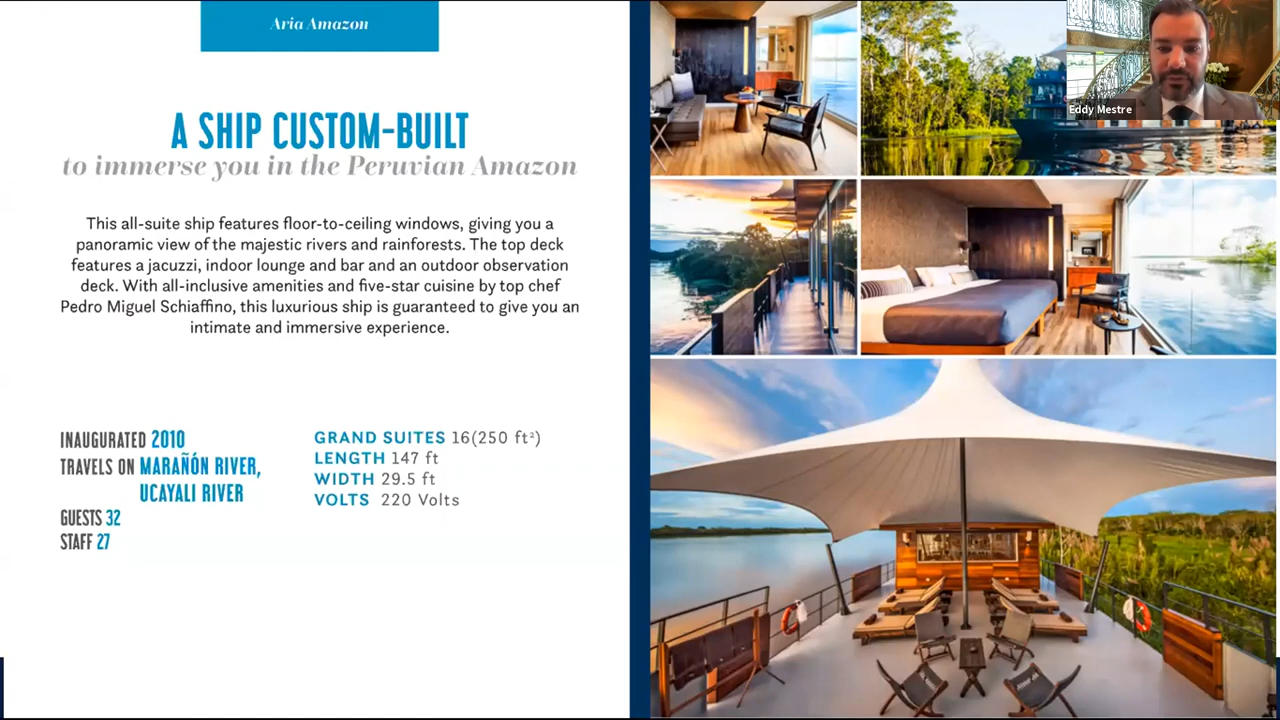 Aria Amazon
A SHIP CUSTOM-BUILT
to immerse you in the Peruvian Amazon
This all-suite ship features floor-to-ceiling windows, giving you a
panoramic view of the majestic rivers and rainforests. The top deck
features a jacuzzi, indoor lounge and bar and an outdoor observation
deck. With all-inclusive amenities and five-star cuisine by top chef
Pedro Miguel Schiaffino, this luxurious ship is guaranteed to give you an
intimate and immersive experience.
INAUGURATED 2010
TRAVELS ON MARAÑÓN RIVER,
UCAYALI RIVER
GUESTS 32
STAFF 27
GRAND SUITES 16(250 ft²)
LENGTH 147 ft
WIDTH 29.5 ft
VOLTS 220 Volts
Eddy Mestre